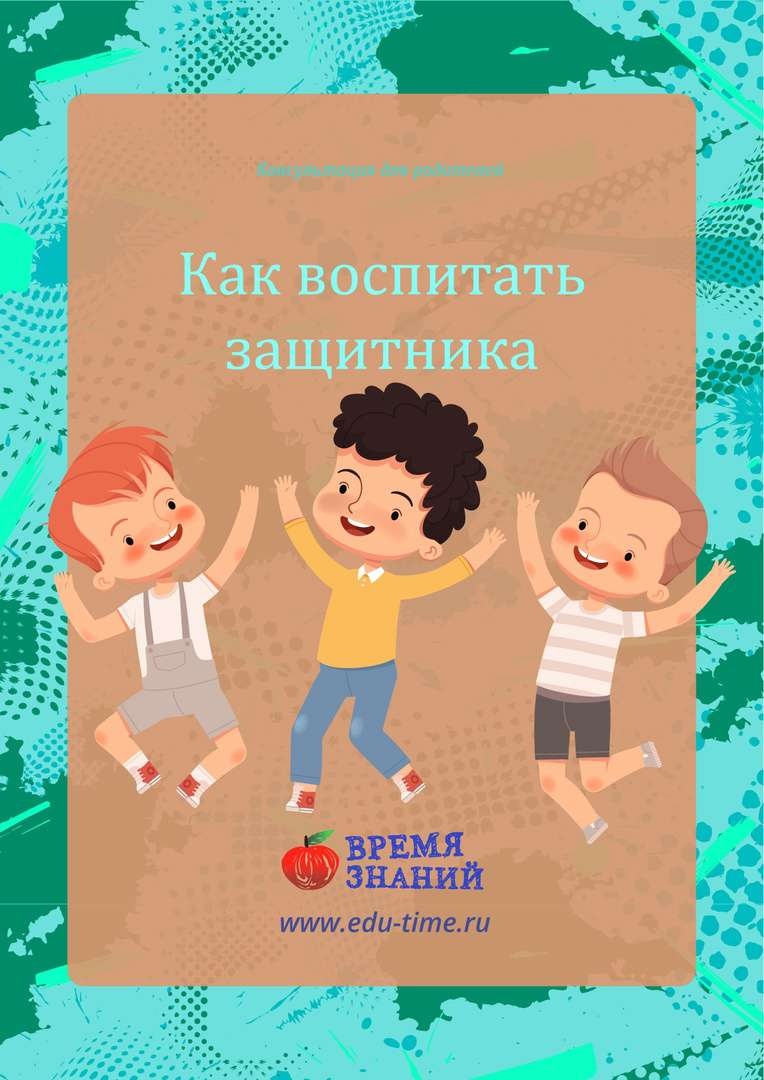 Консультация для родителей
Как воспитать
защитника
ВРЕМЯ
ЗНАНИЙ
www.edu-time.ru